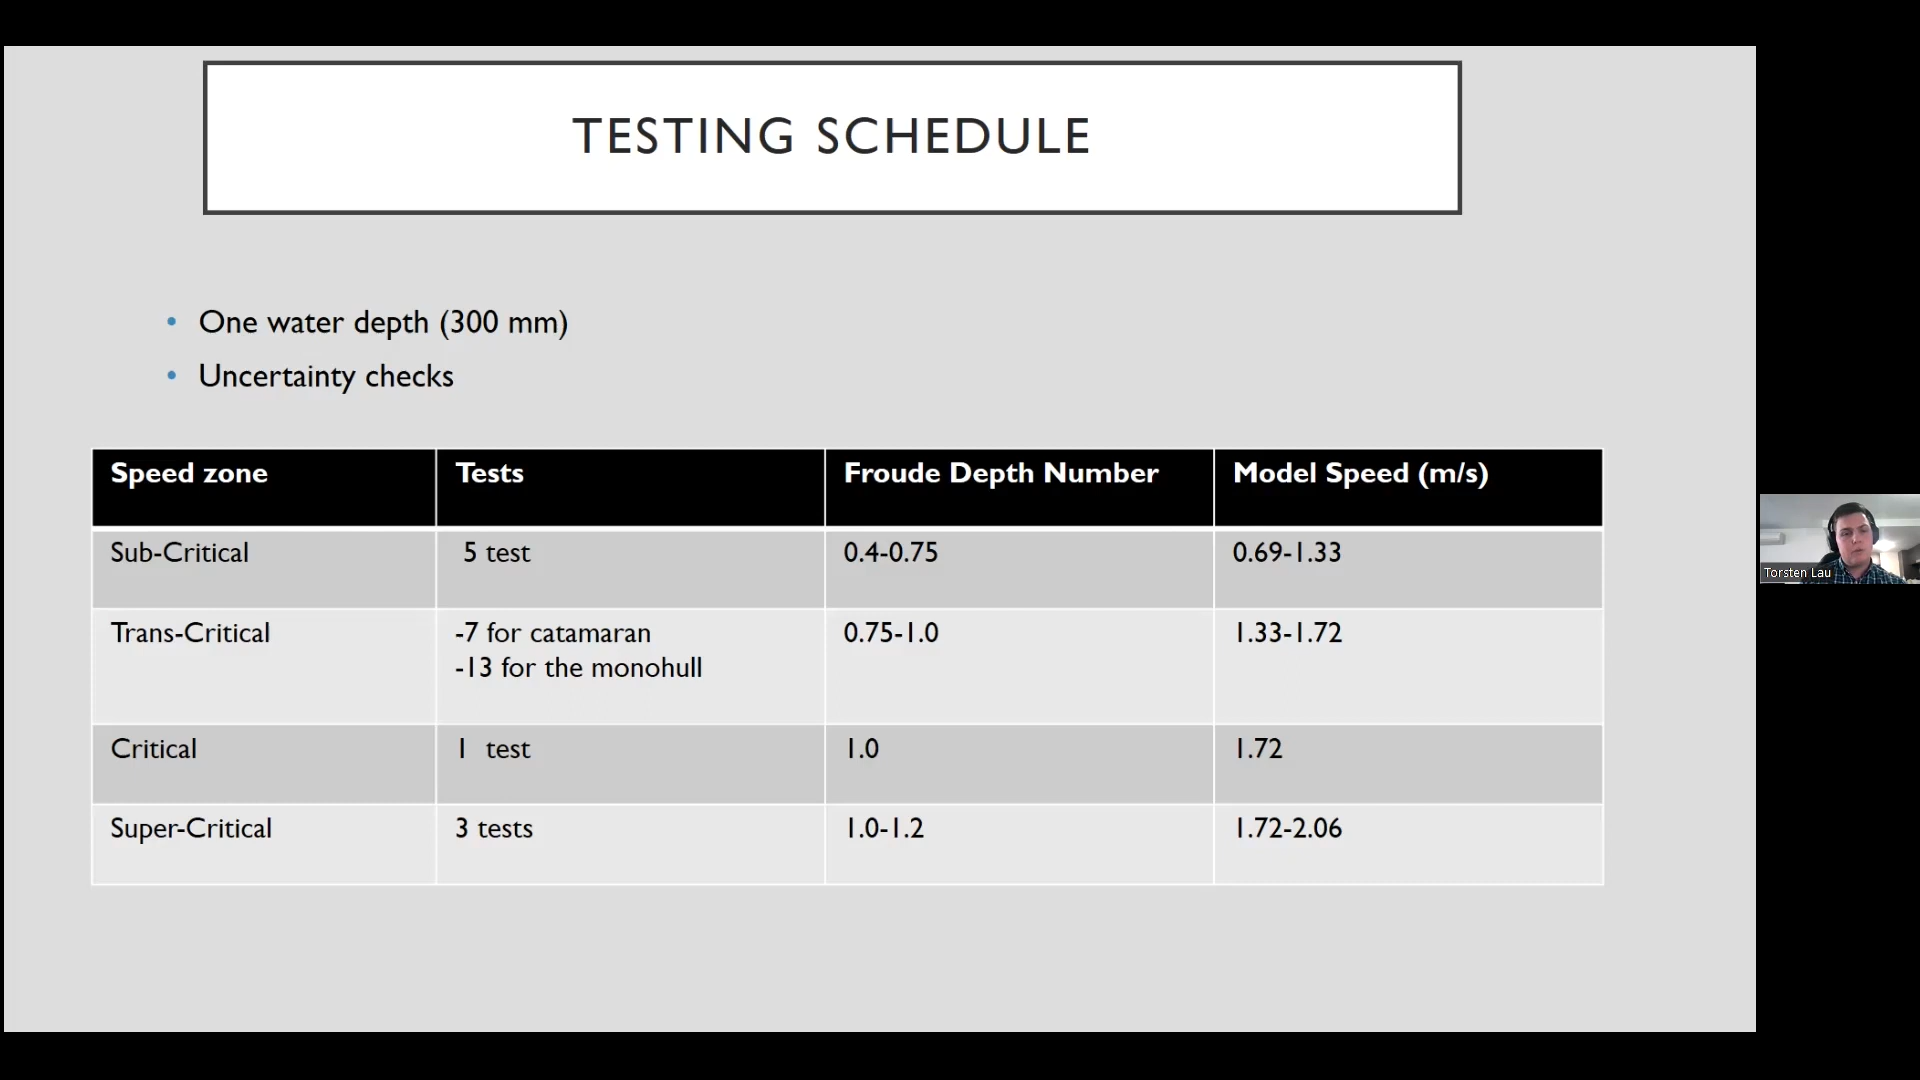 TESTING SCHEDULE
• One water depth (300 mm)
• Uncertainty checks
Speed zone Tests Froude Depth Number Model Speed (m/s)
Sub-Critical 5 test 0.4-0.75 0.69-1.33
Trans-Critical -7 for catamaran 0.75-1.0 1.33-1.72
-13 for the monohull
Critical 1 test 1.0 1.72
Super-Critical 3 tests 1.0-1.2 1.72-2.06
Torsten Lau